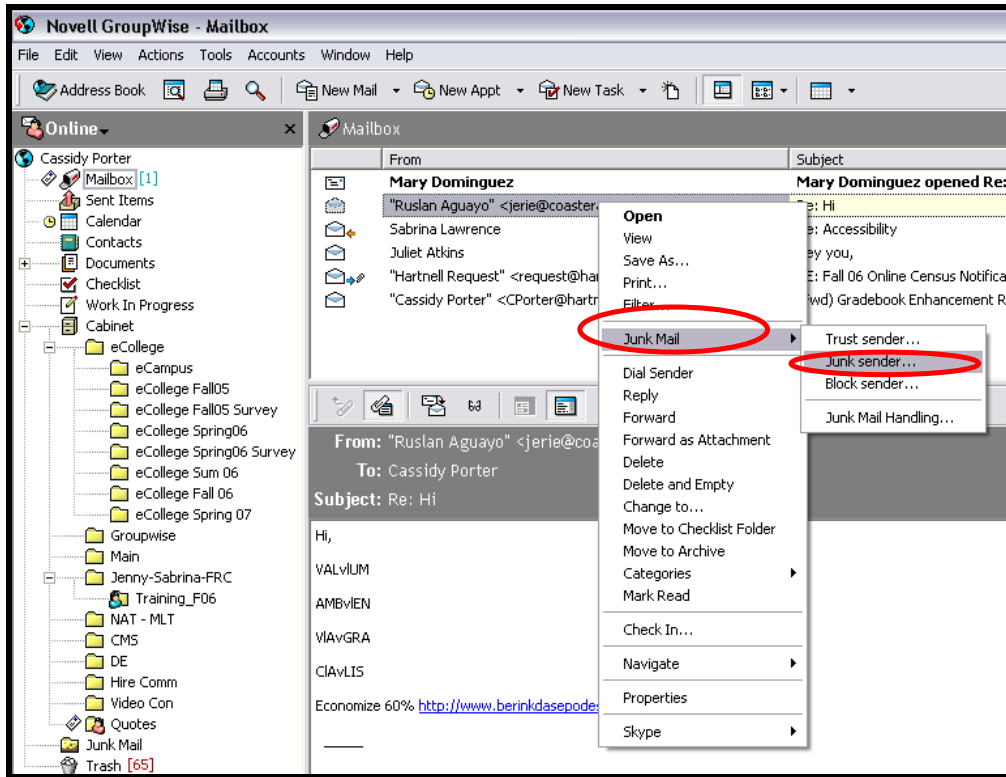 Novell GroupWise - Mailbox
File Edit View Actions Tools Accounts Window Help
Address Book New Mail New Appt New Task
Online
Cassidy Porter
Mailbox [1]
Sent Items
Calendar
Contacts
Documents
Checklist
Work In Progress
Cabinet
eCollege
eCampus
eCollege Fall05
eCollege Fall05 Survey
eCollege Spring06
eCollege Spring06 Survey
eCollege Sum 06
eCollege Fall 06
eCollege Spring 07
Groupwise
Main
Jenny-Sabrina-FRC
Training_F06
NAT - MLT
CMS
DE
Hire Comm
Video Con
Quotes
Junk Mail
Trash [65]
Mailbox
From Subject
Mary Dominguez Mary Dominguez opened Re:
"Ruslan Aguayo" <jerie@coaster : Hi
Sabrina Lawrence : Accessibility
Juliet Atkins ey you,
"Hartnell Request" <request@har E: Fall 06 Online Census Notifica
"Cassidy Porter" <CPorter@hartr wd) Gradebook Enhancement R
Open
View
Save As...
Print...
Filter...
Junk Mail
Dial Sender
Reply
Forward
Forward as Attachment
Delete
Delete and Empty
Change to...
Move to Checklist Folder
Move to Archive
Categories
Mark Read
Check In...
Navigate
Properties
Skype
Trust sender...
Junk sender...
Block sender...
Junk Mail Handling...
From: "Ruslan Aguayo" <jerie@coa
To: Cassidy Porter
Subject: Re: Hi
Hi,
VALvIUM
AMBvIEN
VIAvGRA
CIAvLIS
Economize 60% http://www.berinkdasepode